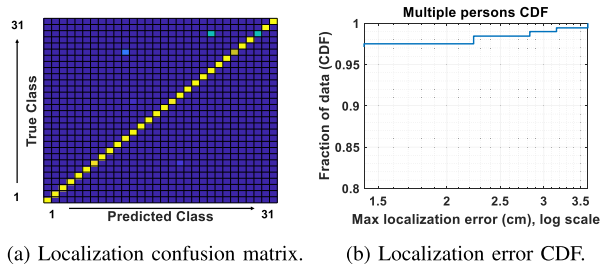 31
True Class
1
1
Predicted Class
31
(a) Localization confusion matrix.
Multiple persons CDF
Fraction of data (CDF)
1
0.95
0.9
0.85
0.8
1.5
2
2.5
3
3.5
Max localization error (cm), log scale
(b) Localization error CDF.